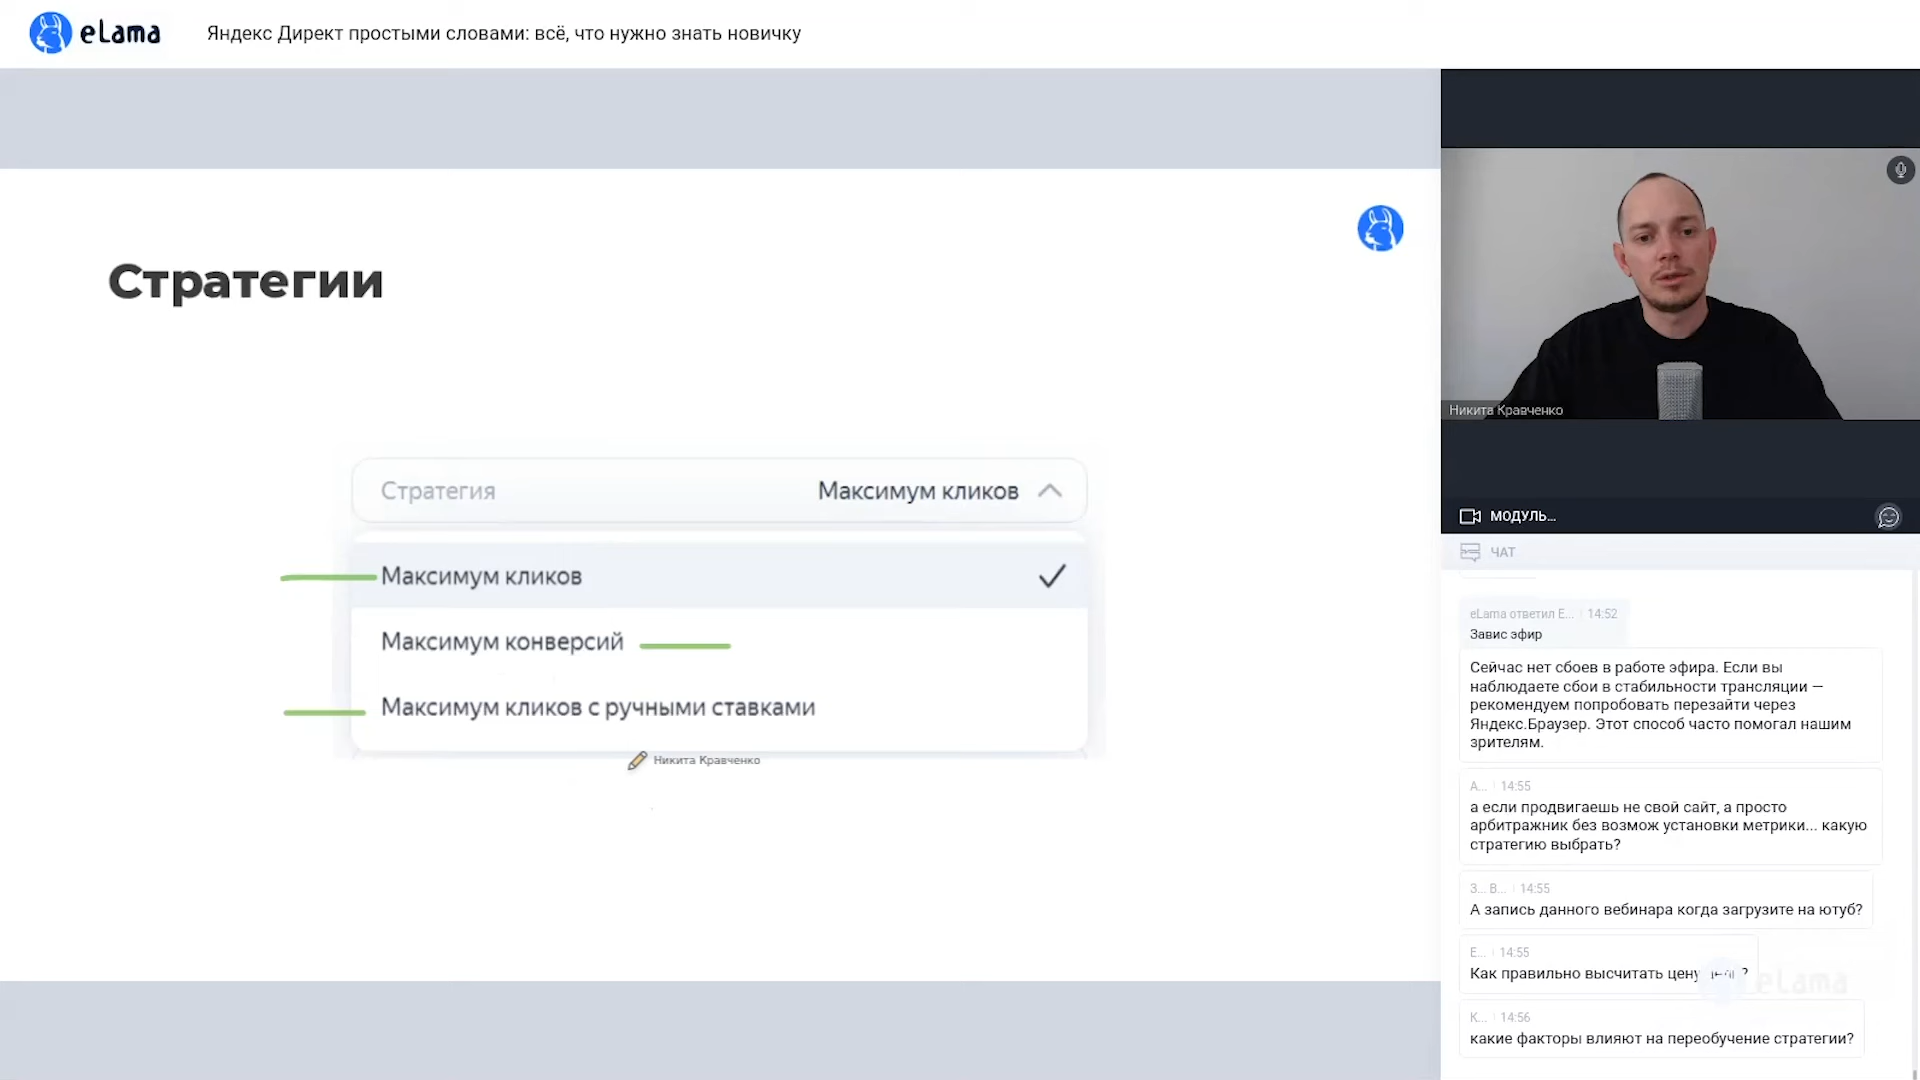 eLama
Яндекс Директ простыми словами: всё, что нужно знать новичку
Стратегии
Стратегия
Максимум кликов
Максимум кликов
Максимум конверсий
Максимум кликов с ручными ставками
Никита Кравченко
Никита Кравченко
МОДУЛЬ...
ЧАТ
eLama ответил Е... 14:52
Завис эфир
Сейчас нет сбоев в работе эфира. Если вы
наблюдаете сбои в стабильности трансляции —
рекомендуем попробовать перезайти через
Яндекс.Браузер. Этот способ часто помогал нашим
зрителям.
А... 14:55
а если продвигаешь не свой сайт, а просто
арбитражник без возмож установки метрики... какую
стратегию выбрать?
З... В... 14:55
А запись данного вебинара когда загрузите на ютуб?
Е... 14:55
Как правильно высчитать цену ?
eLama
К... 14:56
какие факторы влияют на переобучение стратегии?